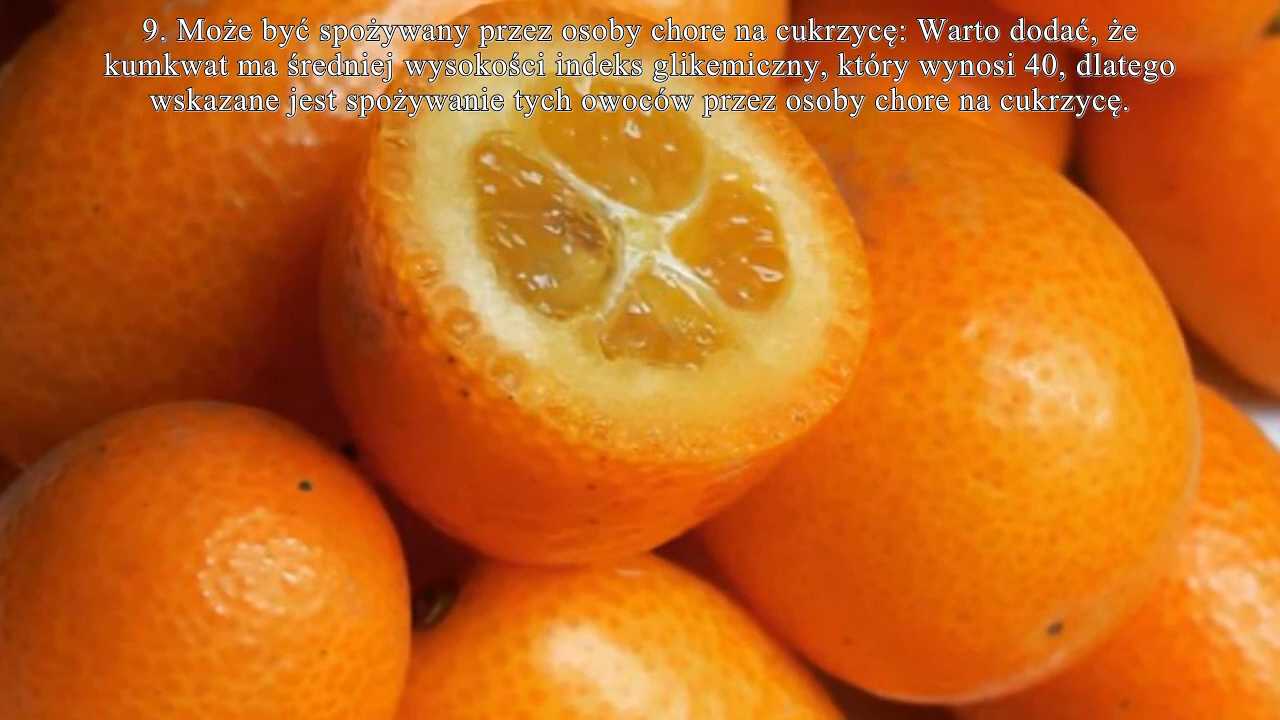 9. Może być spożywany przez osoby chore na cukrzycę: Warto dodać, że
kumkwat ma średniej wysokości indeks glikemiczny, który wynosi 40, dlatego
wskazane jest spożywanie tych owoców przez osoby chore na cukrzycę.